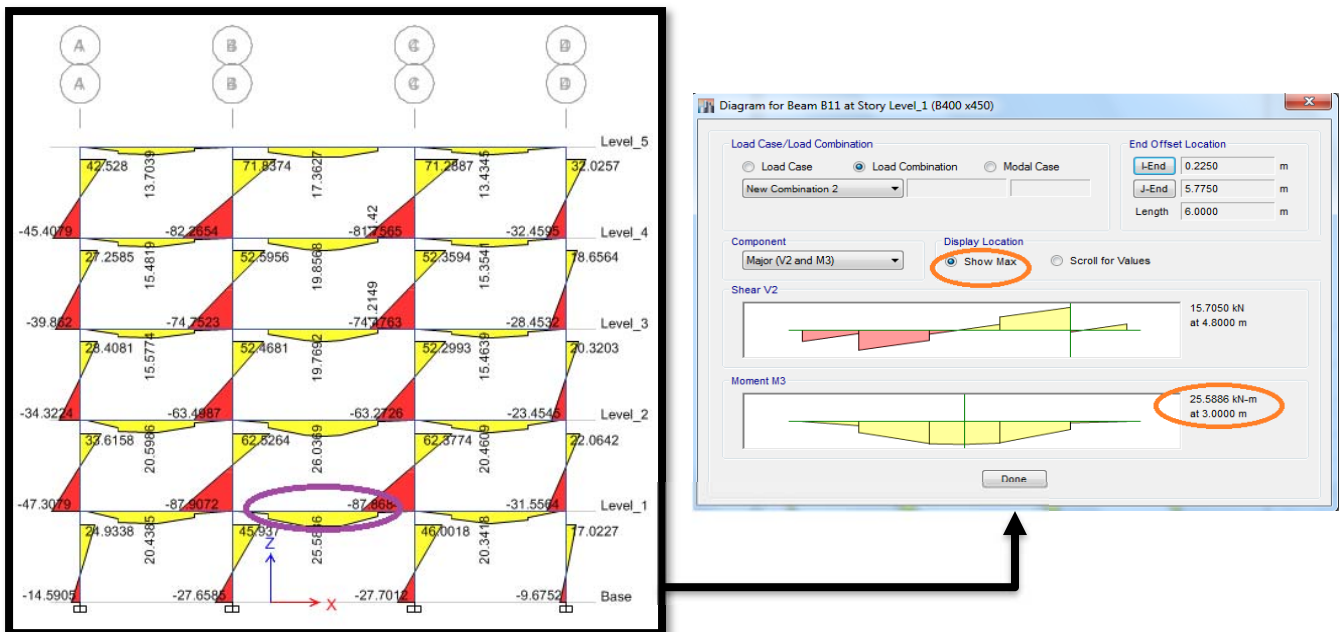 A B C D
A B C D
Level_5
42.528 13.7039 71.8374 17.3627 71.2887 13.4345 32.0257
-45.4079 -82.2654 -81.7565 -32.4595 Level_4
27.2585 15.4819 52.5956 19.8568 52.3594 15.3541 18.6564
-39.862 -74.7523 -74.4763 -28.4532 Level_3
28.4081 15.5774 52.4681 19.7692 52.2993 15.4639 20.3203
-34.3224 -63.4987 -63.2726 -23.4545 Level_2
33.6158 20.5986 62.5264 26.0369 62.3774 20.4609 22.0642
-47.3079 -87.9072 -87.868 -31.5564 Level_1
24.9338 20.4385 45.937 46.0018 20.3418 17.0227
Z
-14.5905 -27.6585 X -27.7012 -9.6752 Base
Diagram for Beam B11 at Story Level_1 (B400 x450)
Load Case/Load Combination
Load Case Load Combination Modal Case
New Combination 2
End Offset Location
I-End 0.2250 m
J-End 5.7750 m
Length 6.0000 m
Component
Major (V2 and M3)
Display Location
Show Max Scroll for Values
Shear V2
15.7050 kN
at 4.8000 m
Moment M3
25.5886 kN-m
at 3.0000 m
Done